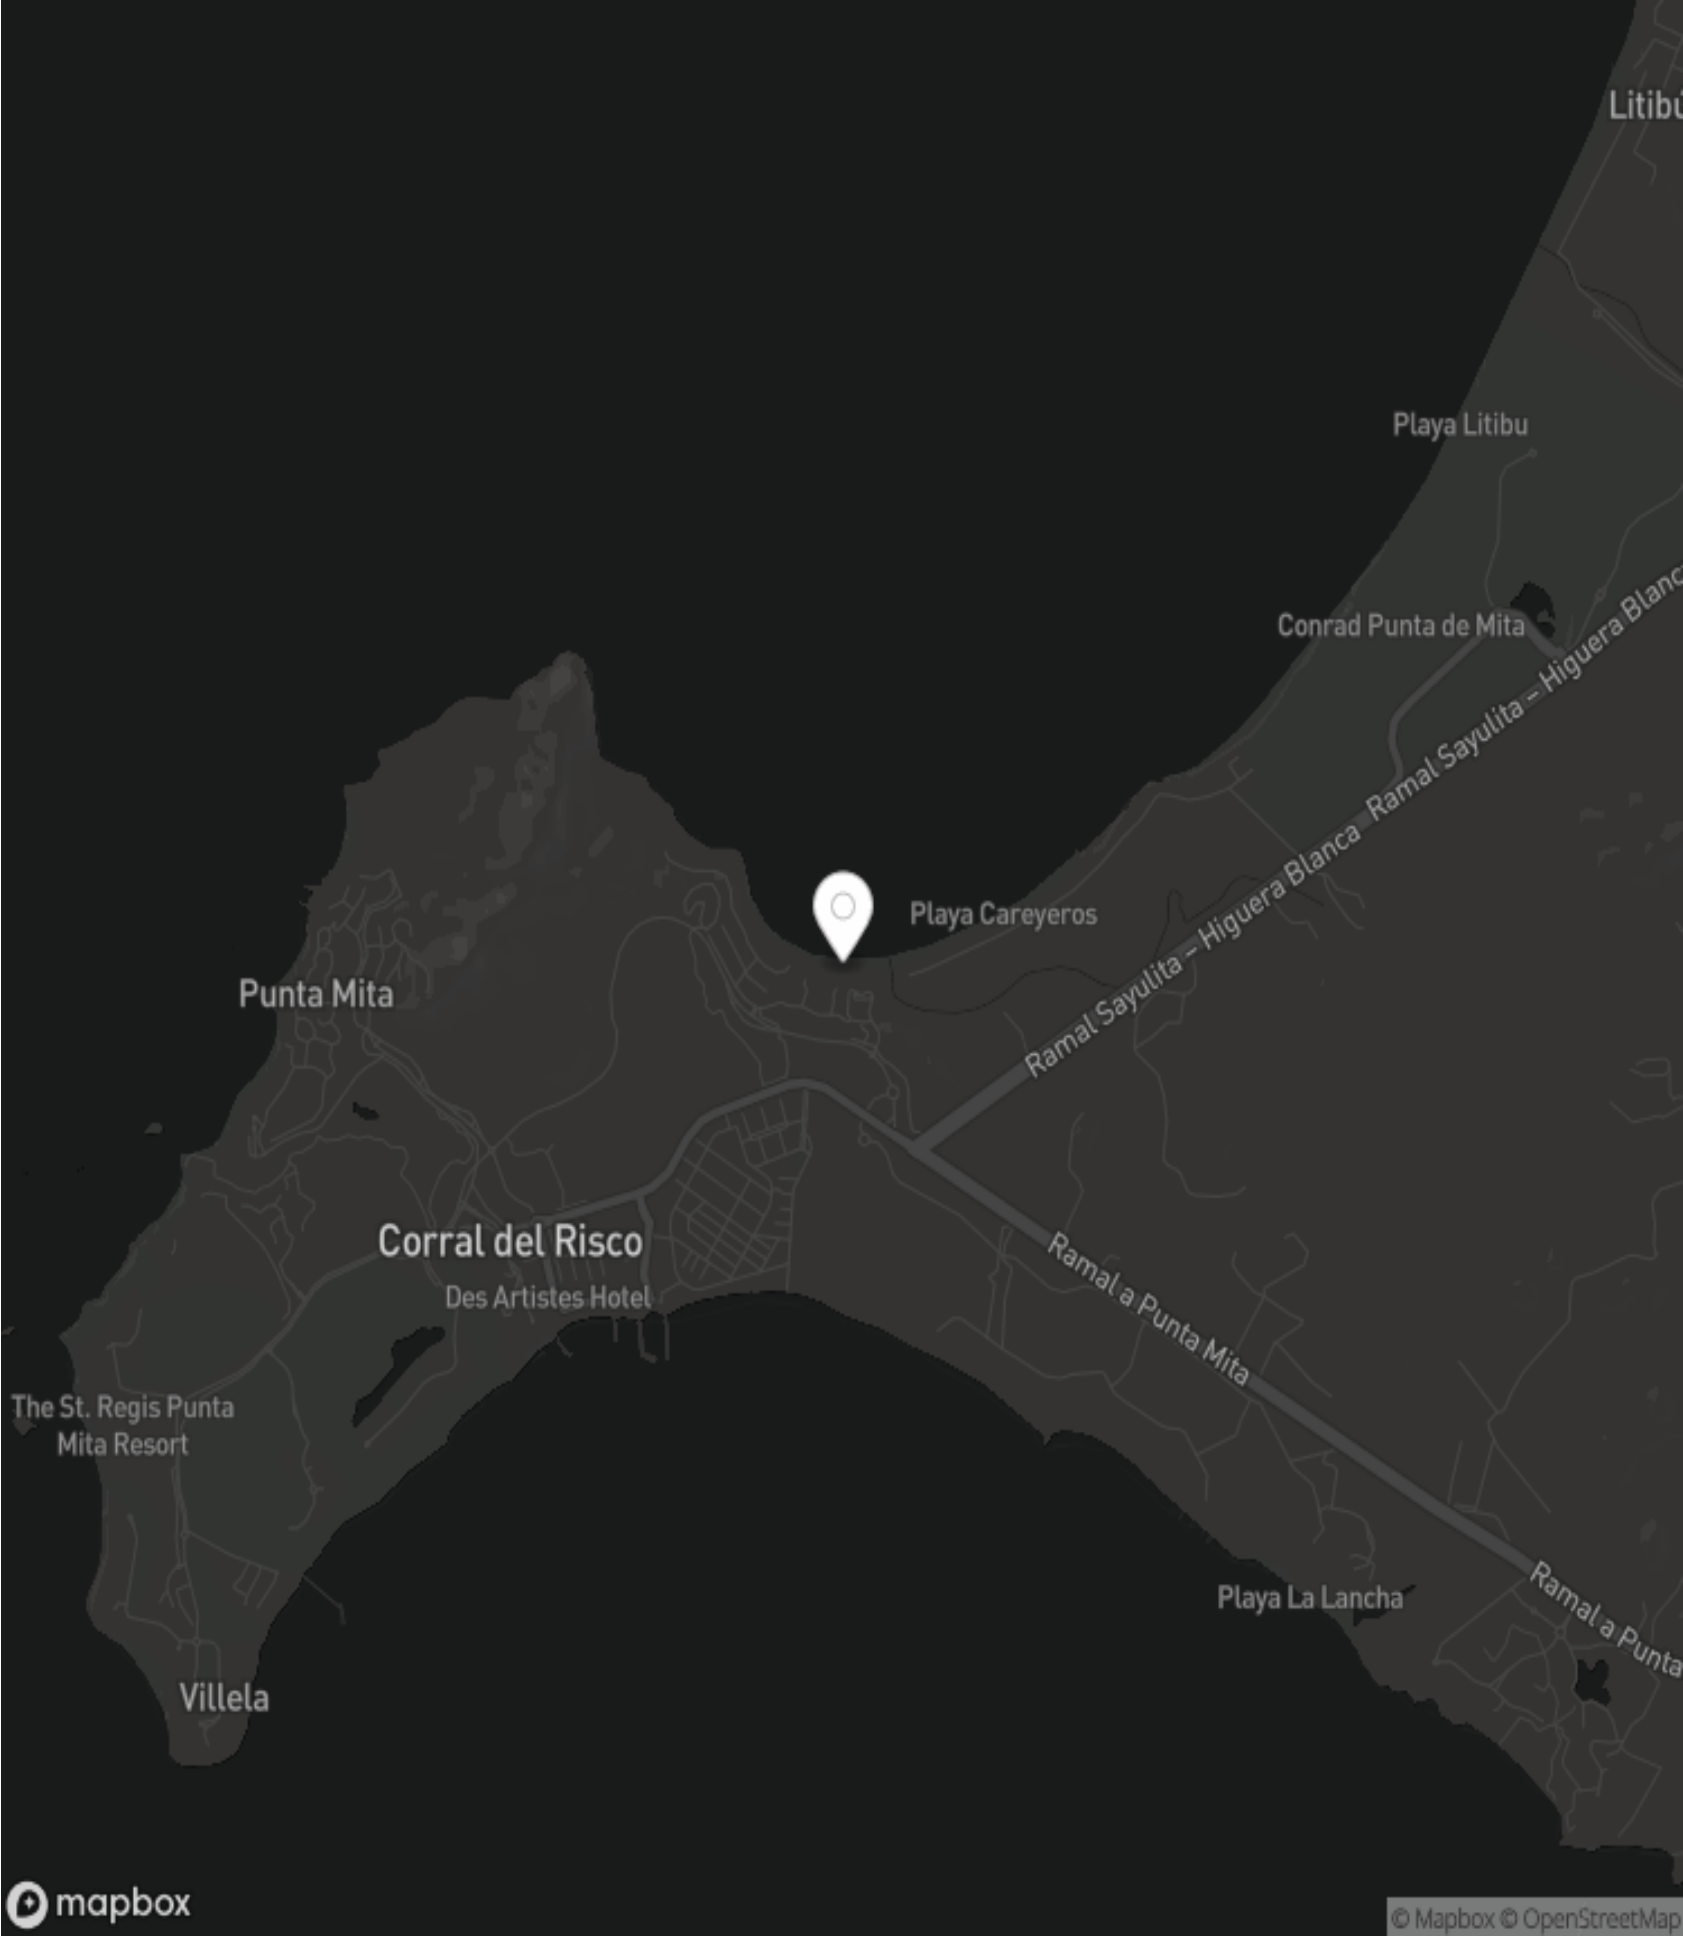 Litibú
Playa Litibu
Conrad Punta de Mita
Ramal Sayulita – Higuera Blanc
Ramal Sayulita – Higuera Blanca
Playa Careyeros
Punta Mita
Corral del Risco
Des Artistes Hotel
Ramal a Punta Mita
The St. Regis Punta
Mita Resort
Playa La Lancha
Ramal a Punta
Villela
mapbox
© Mapbox © OpenStreetMap